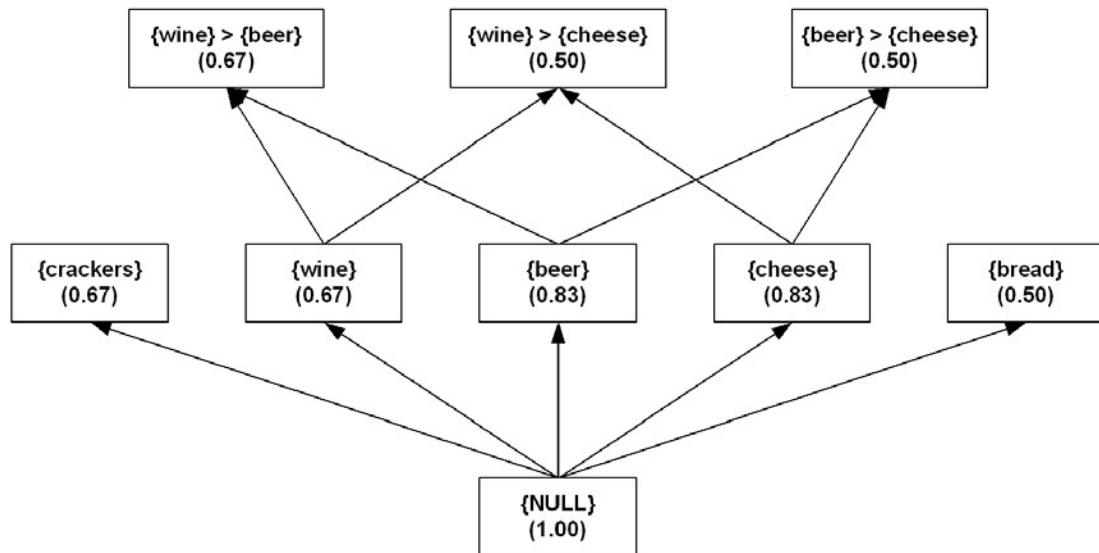 {wine} > {beer}
(0.67)
{wine} > {cheese}
(0.50)
{beer} > {cheese}
(0.50)
{crackers}
(0.67)
{wine}
(0.67)
{beer}
(0.83)
{cheese}
(0.83)
{bread}
(0.50)
{NULL}
(1.00)